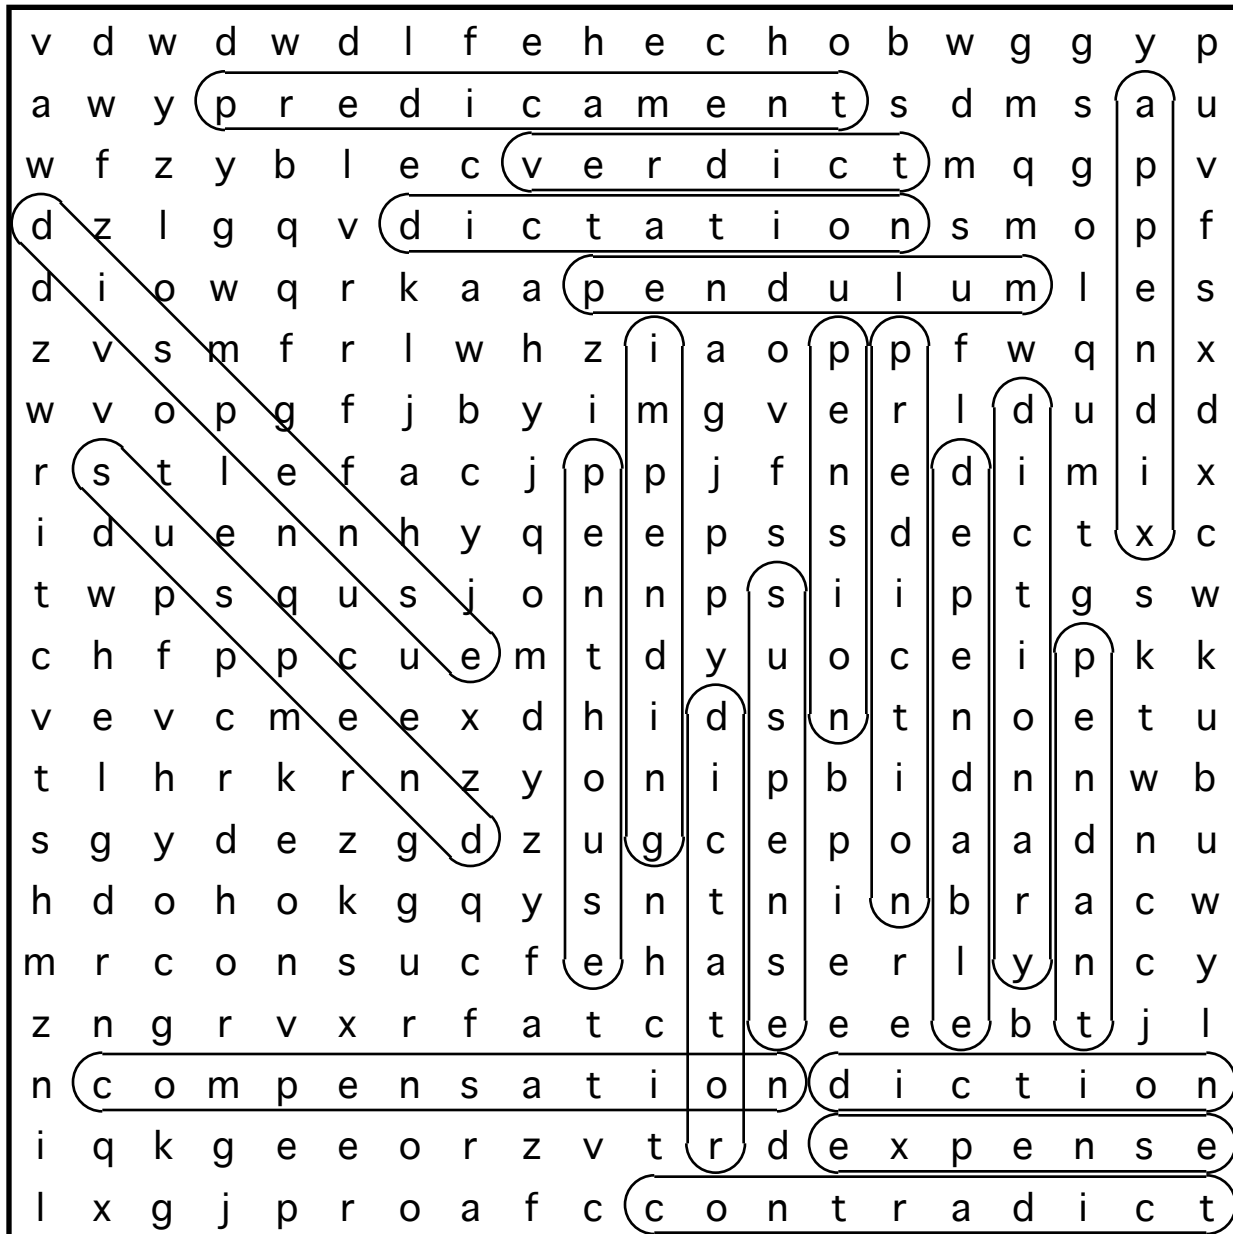 v d w d w d l f e h e c h o b w g g y p
a w y p r e d i c a m e n t s d m s a u
w f z y b l e c v e r d i c t m q g p v
d z l g q v d i c t a t i o n s m o p f
d i o w q r k a a p e n d u l u m l e s
z v s m f r l w h z i a o p p f w q n x
w v o p g f j b y i m g v e r l d u d d
r s t l e f a c j p p j f n e d i m i x
i d u e n n h y q e e p s s d e c t x c
t w p s q u s j o n n p s i i p t g s w
c h f p p c u e m t d y u o c e i p k k
v e v c m e e x d h i d s n t n o e t u
t l h r k r n z y o n i p b i d n n w b
s g y d e z g d z u g c e p o a a d n u
h d o h o k g q y s n t n i n b r a c w
m r c o n s u c f e h a s e r l y n c y
z n g r v x r f a t c t e e e e b t j l
n c o m p e n s a t i o n d i c t i o n
i q k g e e o r z v t r d e x p e n s e
l x g j p r o a f c c o n t r a d i c t